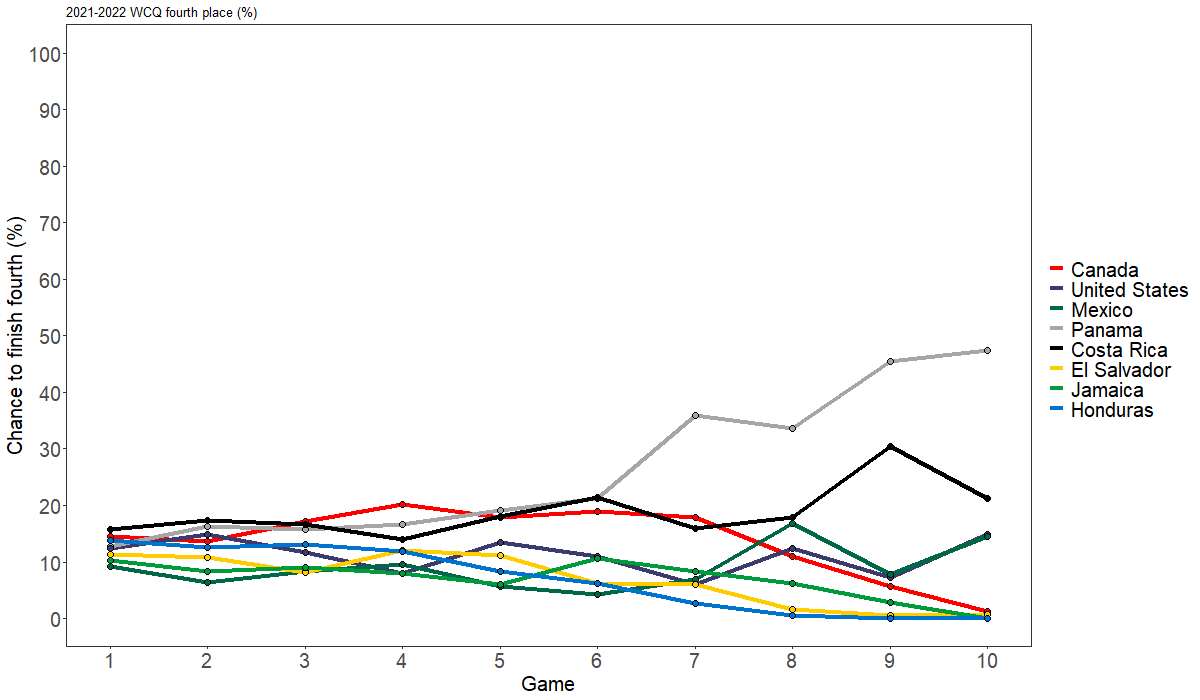 2021-2022 WCQ fourth place (%)
100
90
80
70
60
50
40
30
20
10
0
Chance to finish fourth (%)
1 2 3 4 5 6 7 8 9 10
Game
Canada
United States
Mexico
Panama
Costa Rica
El Salvador
Jamaica
Honduras